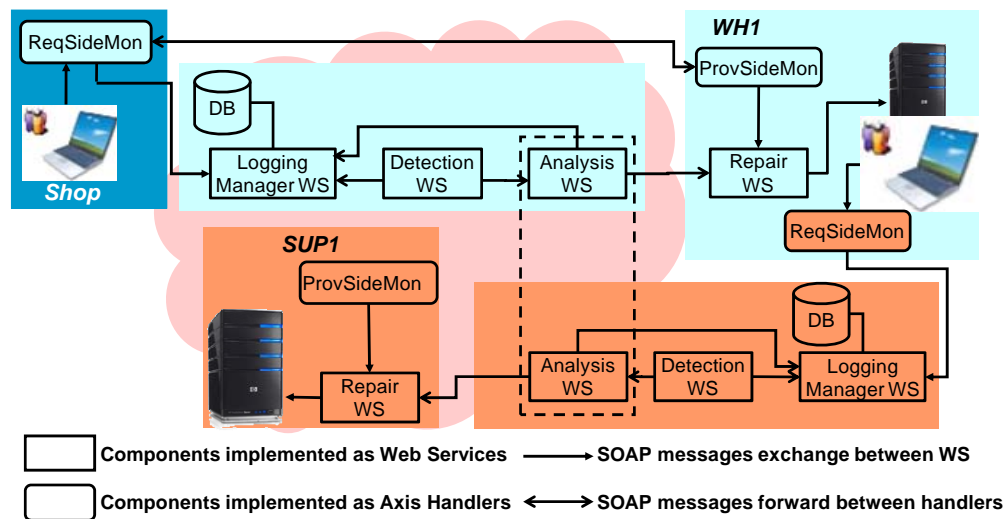 ReqSideMon
WH1
ProvSideMon
DB
Logging
Manager WS
Detection
WS
Analysis
WS
Repair
WS
Shop
ReqSideMon
SUP1
ProvSideMon
DB
Repair
WS
Analysis
WS
Detection
WS
Logging
Manager WS
Components implemented as Web Services
SOAP messages exchange between WS
Components implemented as Axis Handlers
SOAP messages forward between handlers